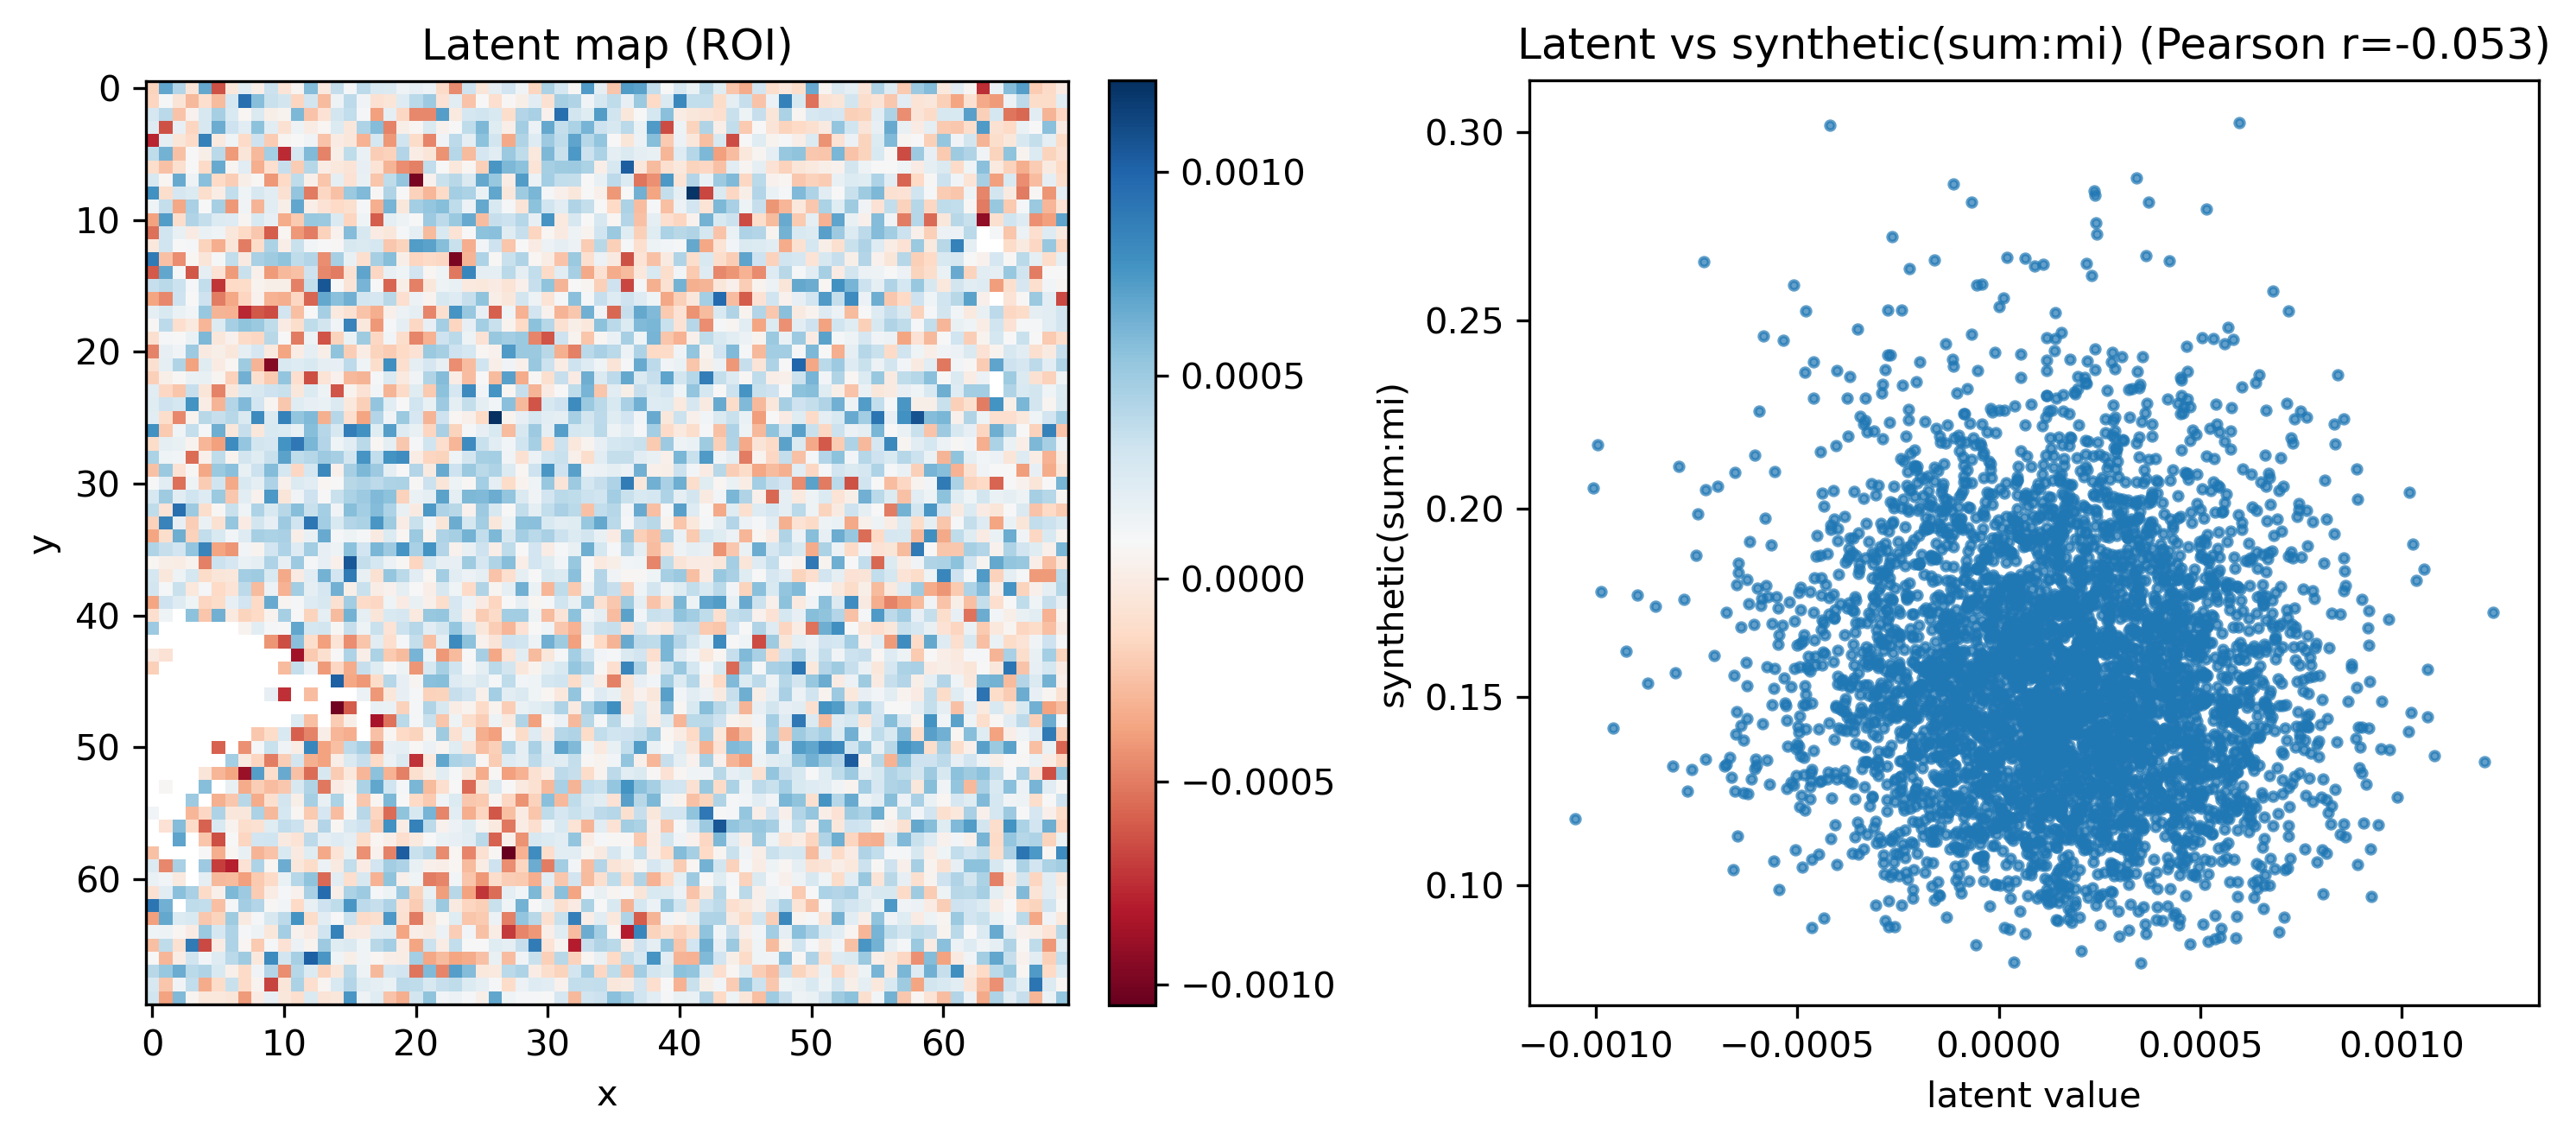 Latent map (ROI)
0
10
20
30
40
50
60
y
0 10 20 30 40 50 60
x
0.0010
0.0005
0.0000
−0.0005
−0.0010
Latent vs synthetic(sum:mi) (Pearson r=-0.053)
0.30
0.25
0.20
0.15
0.10
synthetic(sum:mi)
−0.0010 −0.0005 0.0000 0.0005 0.0010
latent value